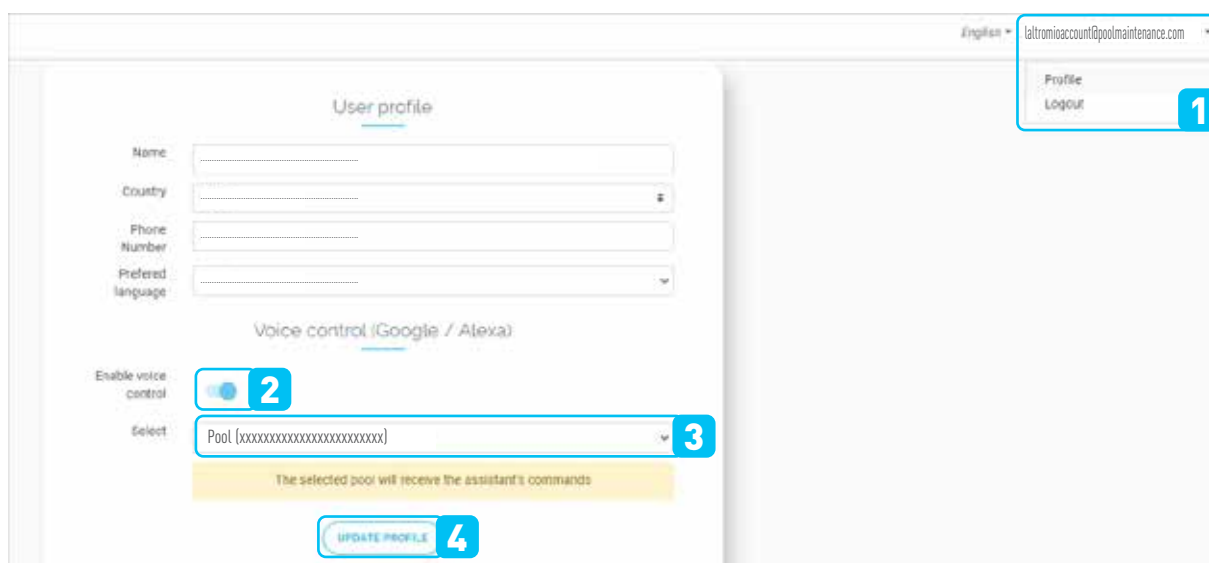 English
laltromioaccount@poolmaintenance.com
Profile
Logout
1
User profile
Name
Country
Phone
Number
Prefered
language
Voice control (Google / Alexa)
Enable voice
control
2
Select
Pool (xxxxxxxxxxxxxxxxxxxxxxxx)
3
The selected pool will receive the assistant's commands
UPDATE PROFILE
4